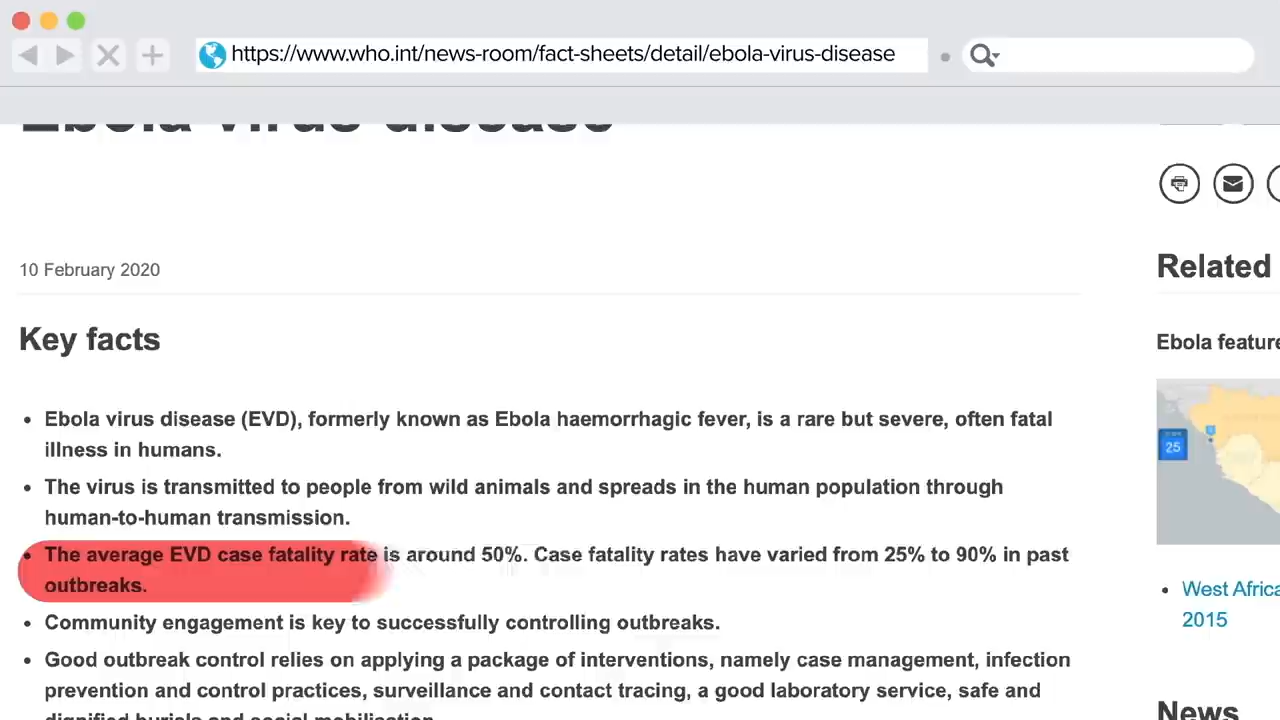 https://www.who.int/news-room/fact-sheets/detail/ebola-virus-disease
Ebola virus disease
10 February 2020
Related
Key facts
Ebola feature
• Ebola virus disease (EVD), formerly known as Ebola haemorrhagic fever, is a rare but severe, often fatal
illness in humans.
25
• The virus is transmitted to people from wild animals and spreads in the human population through
human-to-human transmission.
• The average EVD case fatality rate is around 50%. Case fatality rates have varied from 25% to 90% in past
outbreaks.
• West Africa
2015
• Community engagement is key to successfully controlling outbreaks.
• Good outbreak control relies on applying a package of interventions, namely case management, infection
prevention and control practices, surveillance and contact tracing, a good laboratory service, safe and
dignified burials and social mobilisation.
News